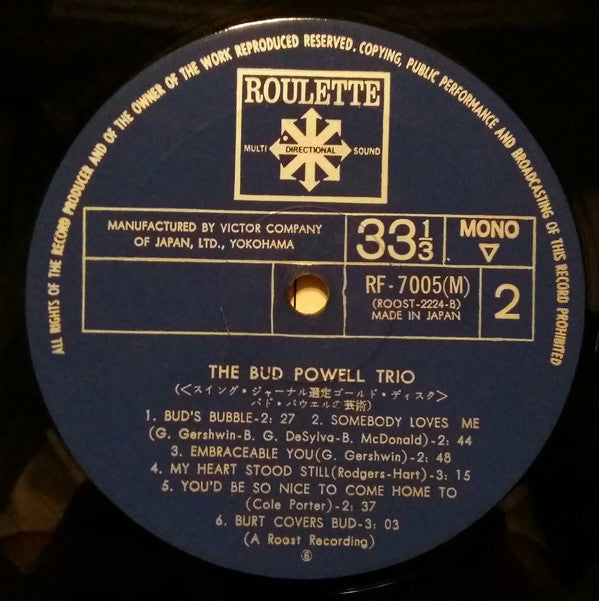 ALL RIGHTS OF THE RECORD PRODUCER AND OF THE OWNER OF THE WORK REPRODUCED RESERVED. COPYING, PUBLIC PERFORMANCE AND BROADCASTING OF THIS RECORD PROHIBITED
ROULETTE
MULTI DIRECTIONAL SOUND
MANUFACTURED BY VICTOR COMPANY
OF JAPAN, LTD., YOKOHAMA
33 1/3
MONO
▽
RF-7005(M)
(ROOST-2224-B)
MADE IN JAPAN
2
THE BUD POWELL TRIO
(<スイング・ジャーナル選定ゴールド・ディスク>
バド・パウエルの芸術)
1. BUD'S BUBBLE-2: 27 2. SOMEBODY LOVES ME
(G. Gershwin-B. G. DeSylva-B. McDonald)-2: 44
3. EMBRACEABLE YOU(G. Gershwin)-2: 48
4. MY HEART STOOD STILL(Rodgers-Hart)-3: 15
5. YOU'D BE SO NICE TO COME HOME TO
(Cole Porter)-2: 37
6. BURT COVERS BUD-3: 03
(A Roost Recording)